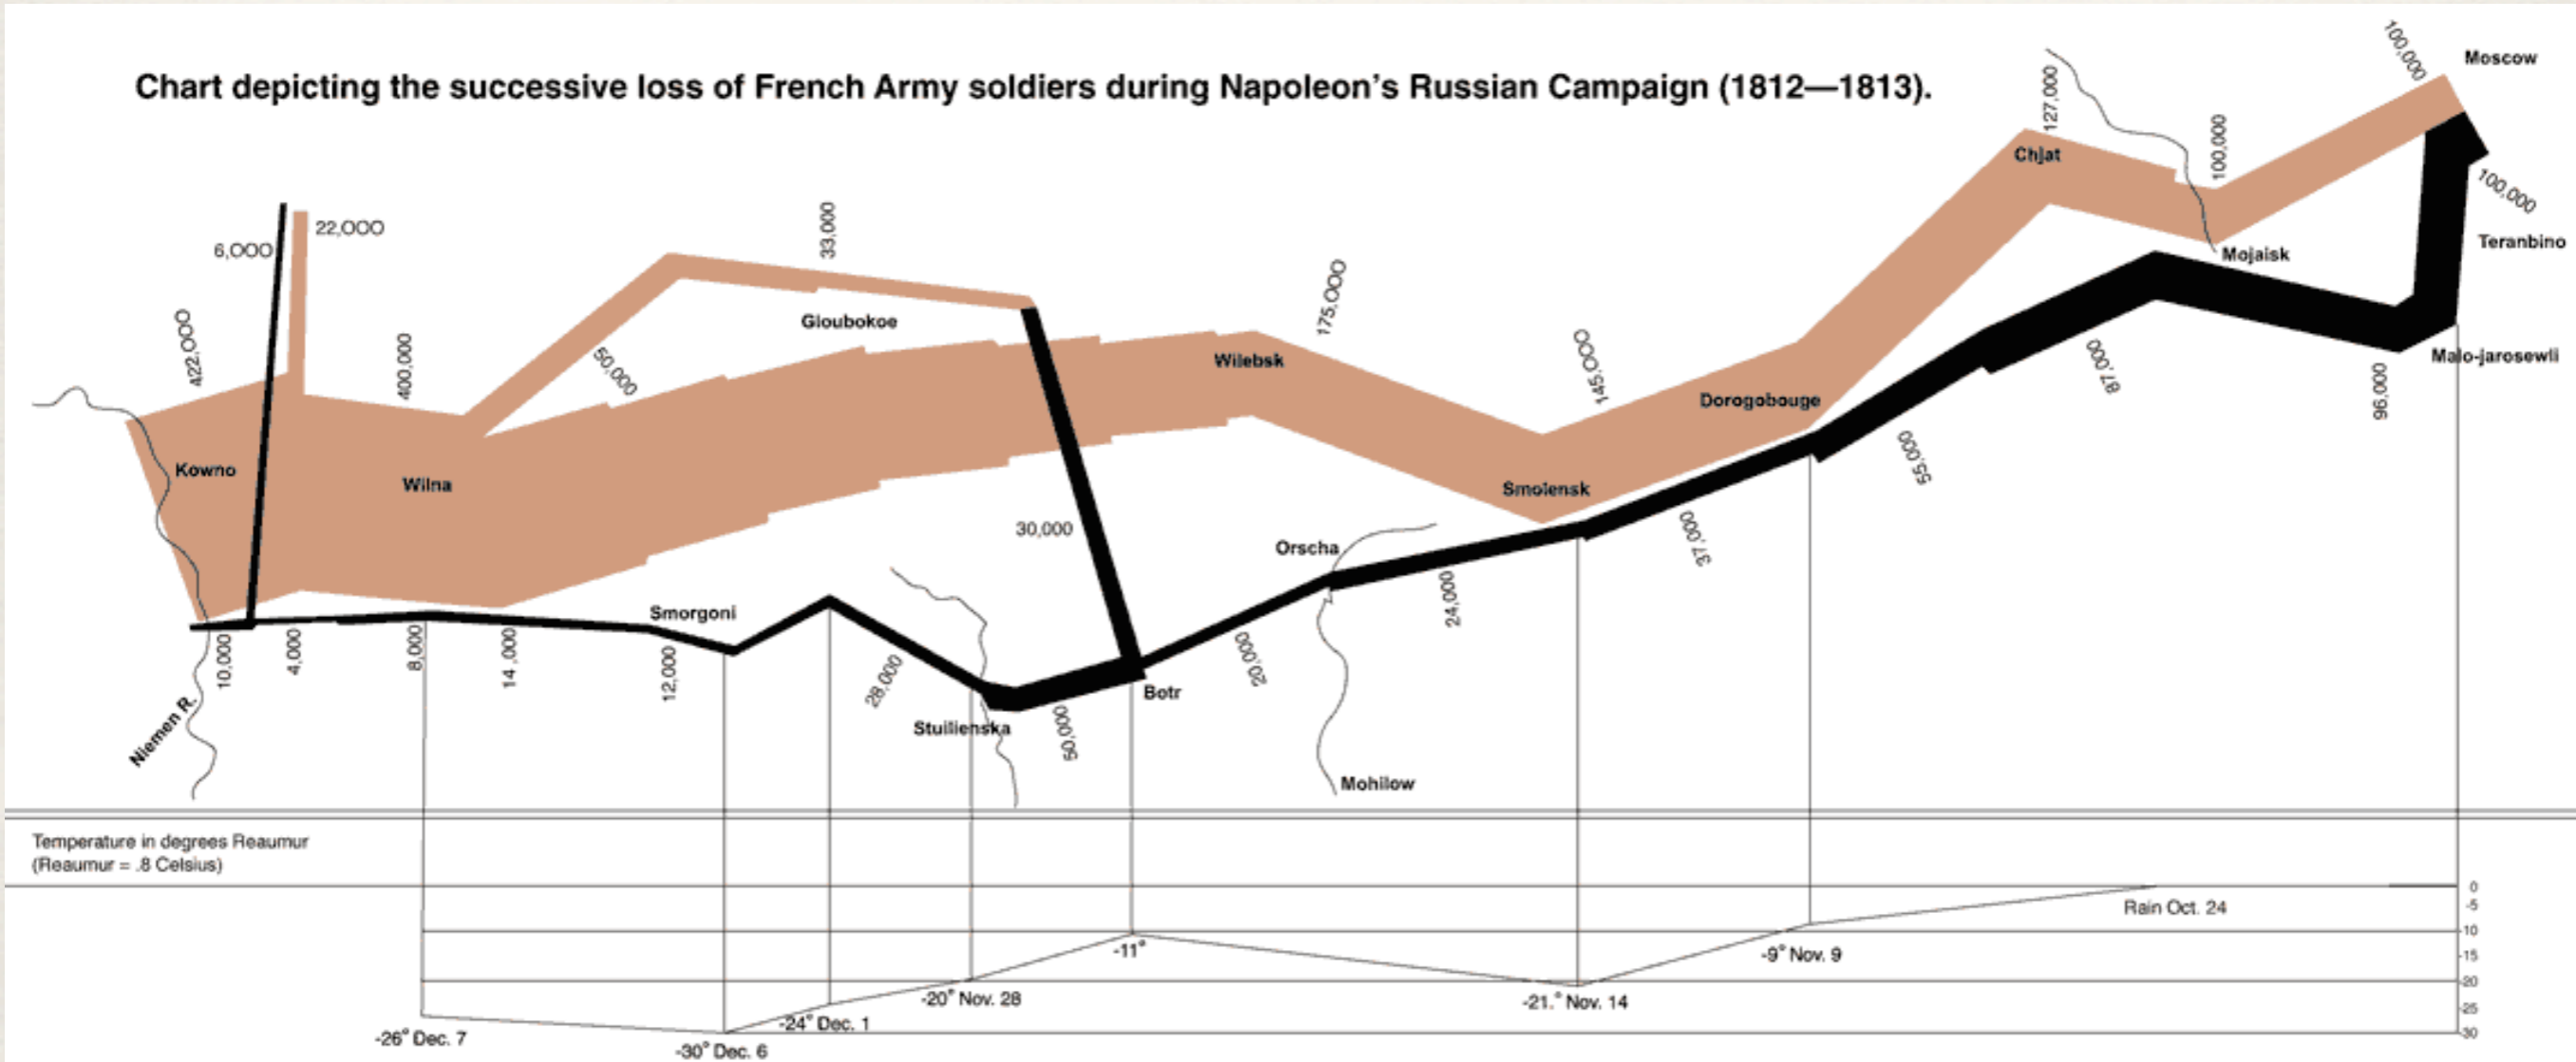 Chart depicting the successive loss of French Army soldiers during Napoleon's Russian Campaign (1812—1813).
100,000
Moscow
127,000
100,000
Chjat
100,000
Teranbino
Mojaisk
22,000
6,000
33,000
422,000
400,000
50,000
Gloubokoe
175,000
Wilebsk
145,000
Dorogobouge
87,000
Malo-jarosewli
96,000
Kowno
Wilna
Smolensk
55,000
30,000
Orscha
37,000
24,000
Smorgoni
10,000
4,000
8,000
14,000
12,000
28,000
20,000
Botr
Niemen R.
Stuilienska
50,000
Mohilow
Temperature in degrees Reaumur
(Reaumur = .8 Celsius)
0
-5
Rain Oct. 24
-10
-11°
-9° Nov. 9
-15
-20
-20° Nov. 28
-21.° Nov. 14
-25
-24° Dec. 1
-30
-26° Dec. 7
-30° Dec. 6